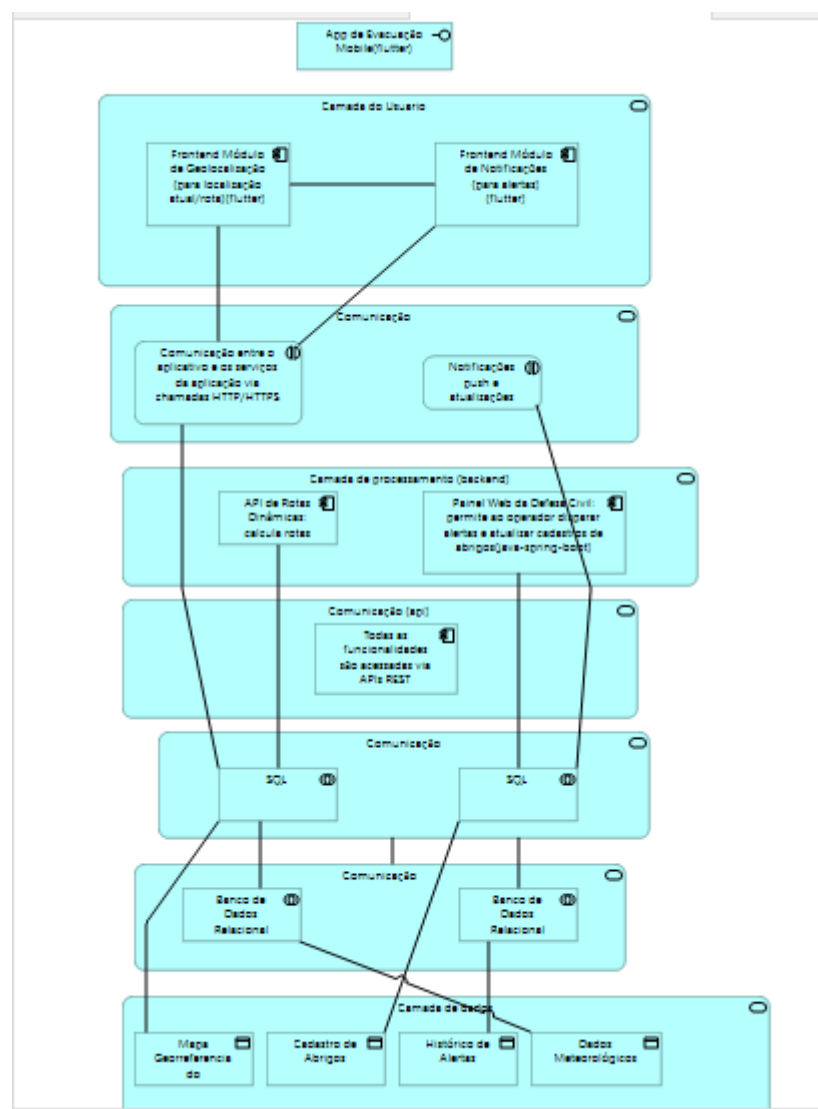 App de Evacuação
Mobile(flutter)
Camada do Usuario
Frontend Módulo
de Geolocalização
(para localização
atual/rota)(flutter)
Frontend Módulo
de Notificações
(para alertas)
(flutter)
Comunicação
Comunicação entre o
aplicativo e os serviços
da aplicação via
chamadas HTTP/HTTPS
Notificações
push e
atualizações
Camada de processamento (backend)
API de Rotas
Dinâmicas:
calcula rotas
Painel Web da Defesa Civil:
permite ao operador disparar
alertas e atualizar cadastros de
abrigos(java-spring-boot)
Comunicação (api)
Todas as
funcionalidades
são acessadas via
APIs REST
Comunicação
SQL
SQL
Comunicação
Banco de
Dados
Relacional
Banco de
Dados
Relacional
Camada de dados
Mapa
Georreferencia
do
Cadastro de
Abrigos
Histórico de
Alertas
Dados
Meteorológicos